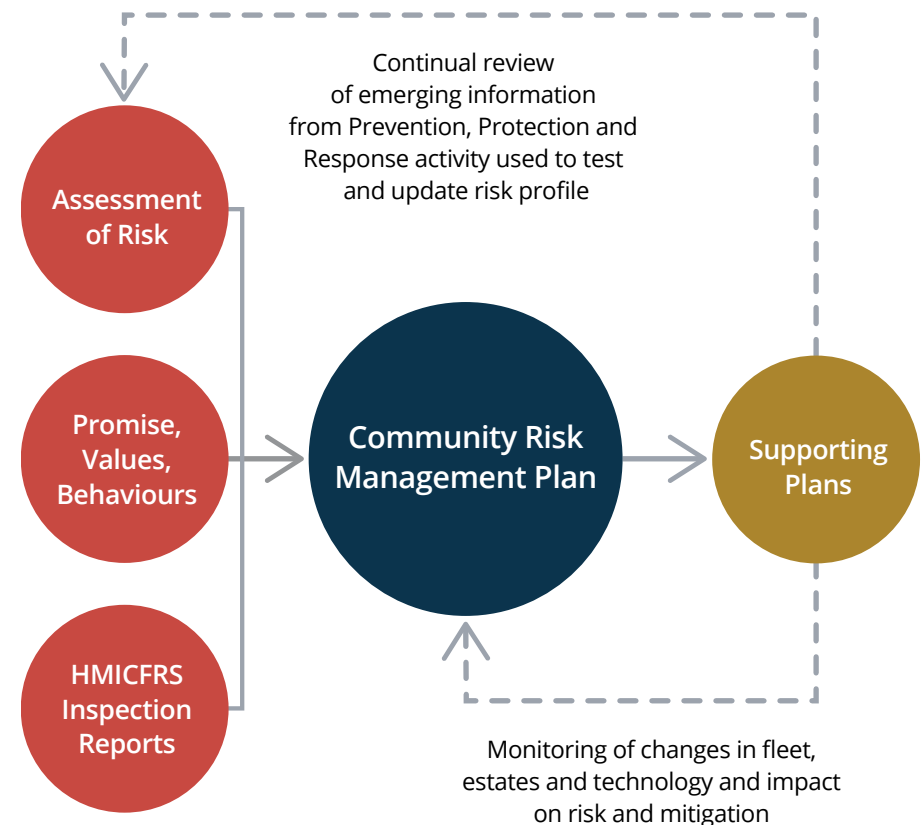 Continual review
of emerging information
from Prevention, Protection and
Response activity used to test
and update risk profile
Assessment
of Risk
Promise,
Values,
Behaviours
HMICFRS
Inspection
Reports
Community Risk
Management Plan
Supporting
Plans
Monitoring of changes in fleet,
estates and technology and impact
on risk and mitigation